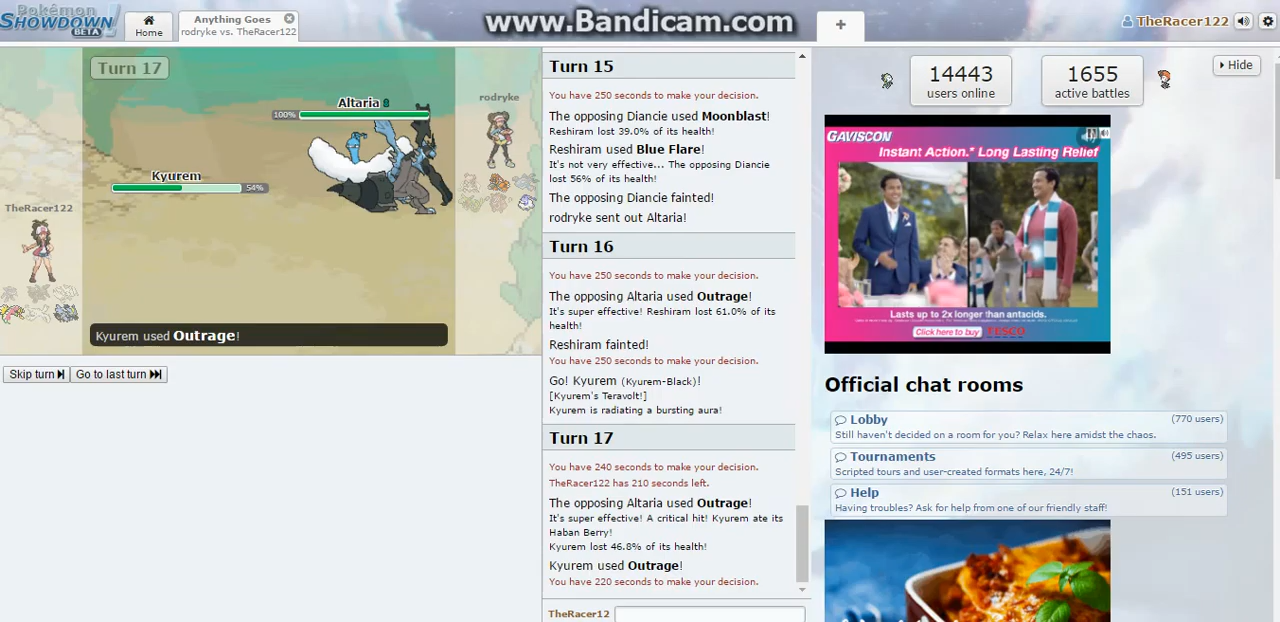 Pokémon
SHOWDOWN
BETA
Home
Anything Goes
rodryke vs. TheRacer122
www.Bandicam.com
+
TheRacer122
Turn 17
Altaria
100%
Kyurem
54%
rodryke
TheRacer122
Kyurem used Outrage!
Skip turn
Go to last turn
Turn 15
You have 250 seconds to make your decision.
The opposing Diancie used Moonblast!
Reshiram lost 39.0% of its health!
Reshiram used Blue Flare!
It's not very effective... The opposing Diancie
lost 56% of its health!
The opposing Diancie fainted!
rodryke sent out Altaria!
Turn 16
You have 250 seconds to make your decision.
The opposing Altaria used Outrage!
It's super effective! Reshiram lost 61.0% of its
health!
Reshiram fainted!
You have 250 seconds to make your decision.
Go! Kyurem (Kyurem-Black)!
[Kyurem's Teravolt!]
Kyurem is radiating a bursting aura!
Turn 17
You have 240 seconds to make your decision.
TheRacer122 has 210 seconds left.
The opposing Altaria used Outrage!
It's super effective! A critical hit! Kyurem ate its
Haban Berry!
Kyurem lost 46.8% of its health!
Kyurem used Outrage!
You have 220 seconds to make your decision.
TheRacer12
14443
users online
1655
active battles
Hide
GAVISCON
Instant Action.* Long Lasting Relief
Lasts up to 2x longer than antacids.
Click here to buy
TESCO
Official chat rooms
Lobby
(770 users)
Still haven't decided on a room for you? Relax here amidst the chaos.
Tournaments
(495 users)
Scripted tours and user-created formats here, 24/7!
Help
(151 users)
Having troubles? Ask for help from one of our friendly staff!